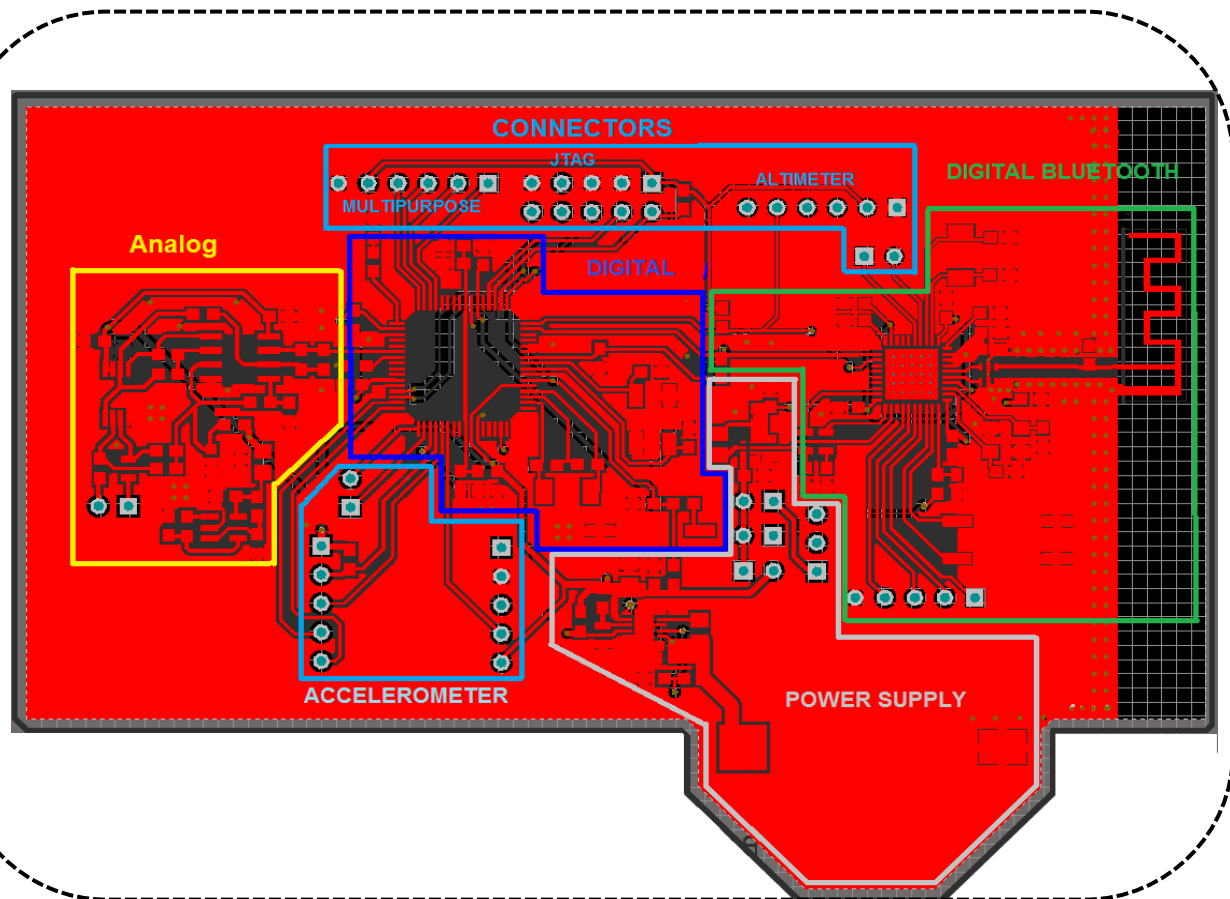 CONNECTORS
JTAG
DIGITAL BLUETOOTH
ALTIMETER
MULTIPURPOSE
Analog
DIGITAL
ACCELEROMETER
POWER SUPPLY